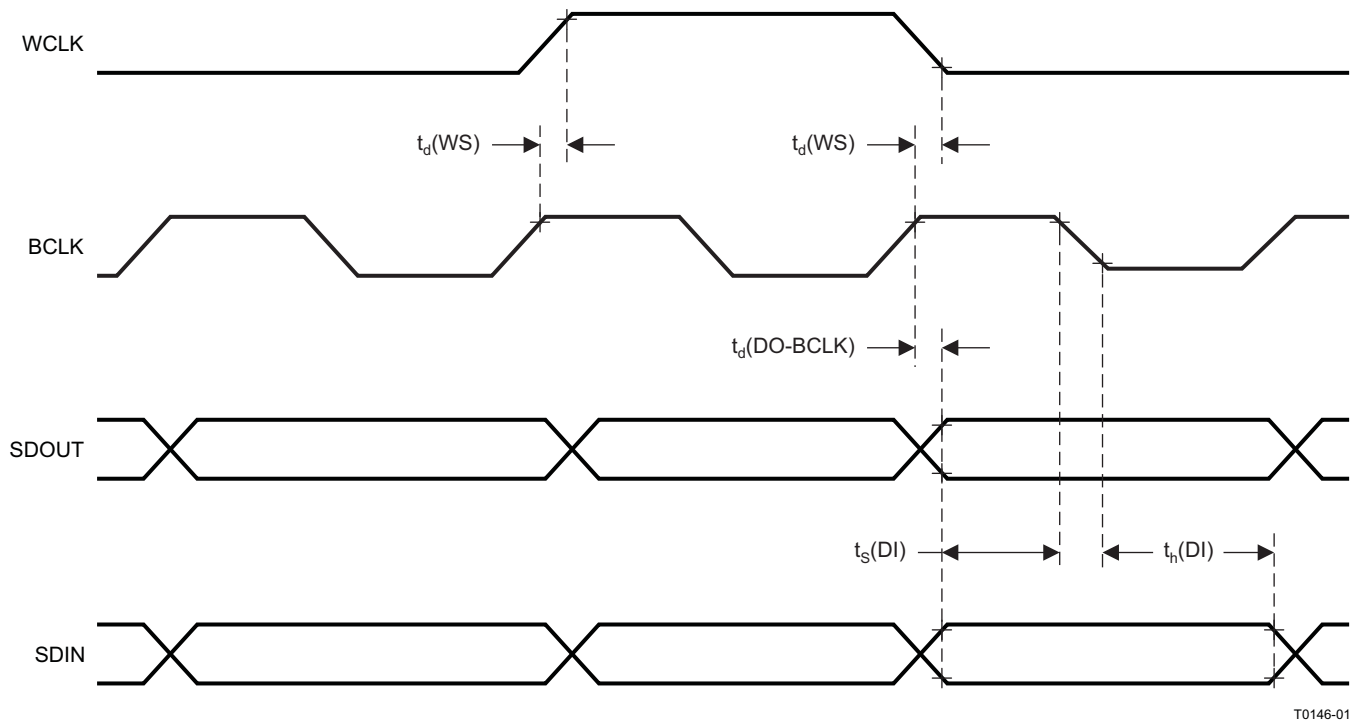 WCLK
t_d(WS)
t_d(WS)
BCLK
t_d(DO-BCLK)
SDOUT
t_S(DI)
t_h(DI)
SDIN
T0146-01